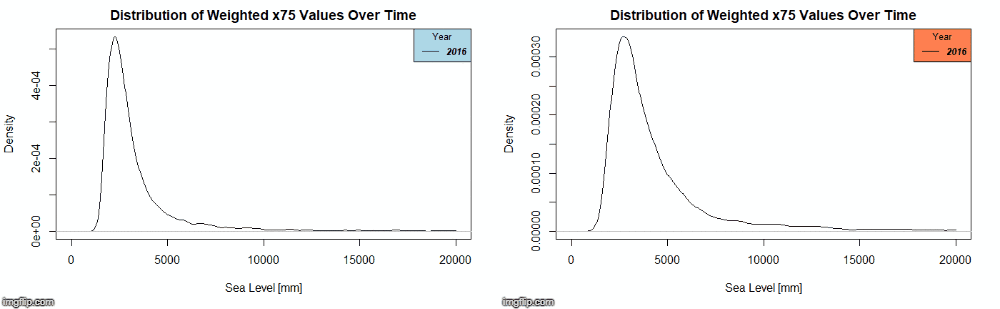 Distribution of Weighted x75 Values Over Time
Year
2016
Density
4e-04
2e-04
0e+00
0
5000
10000
15000
20000
Sea Level [mm]
imgflip.com
Distribution of Weighted x75 Values Over Time
Year
2016
Density
0.00030
0.00020
0.00010
0.00000
0
5000
10000
15000
20000
Sea Level [mm]
imgflip.com